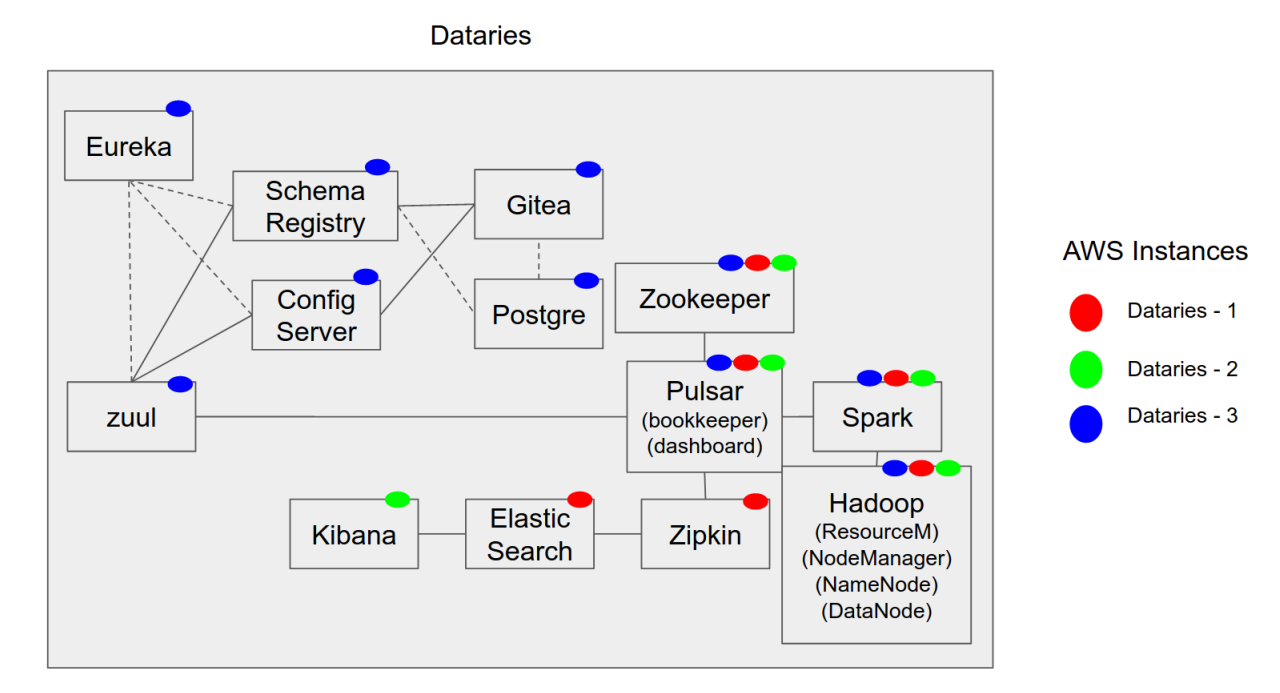 Dataries
Eureka
Schema
Registry
Gitea
Config
Server
Postgre
Zookeeper
zuul
Pulsar
(bookkeeper)
(dashboard)
Spark
Kibana
Elastic
Search
Zipkin
Hadoop
(ResourceM)
(NodeManager)
(NameNode)
(DataNode)
AWS Instances
Dataries - 1
Dataries - 2
Dataries - 3